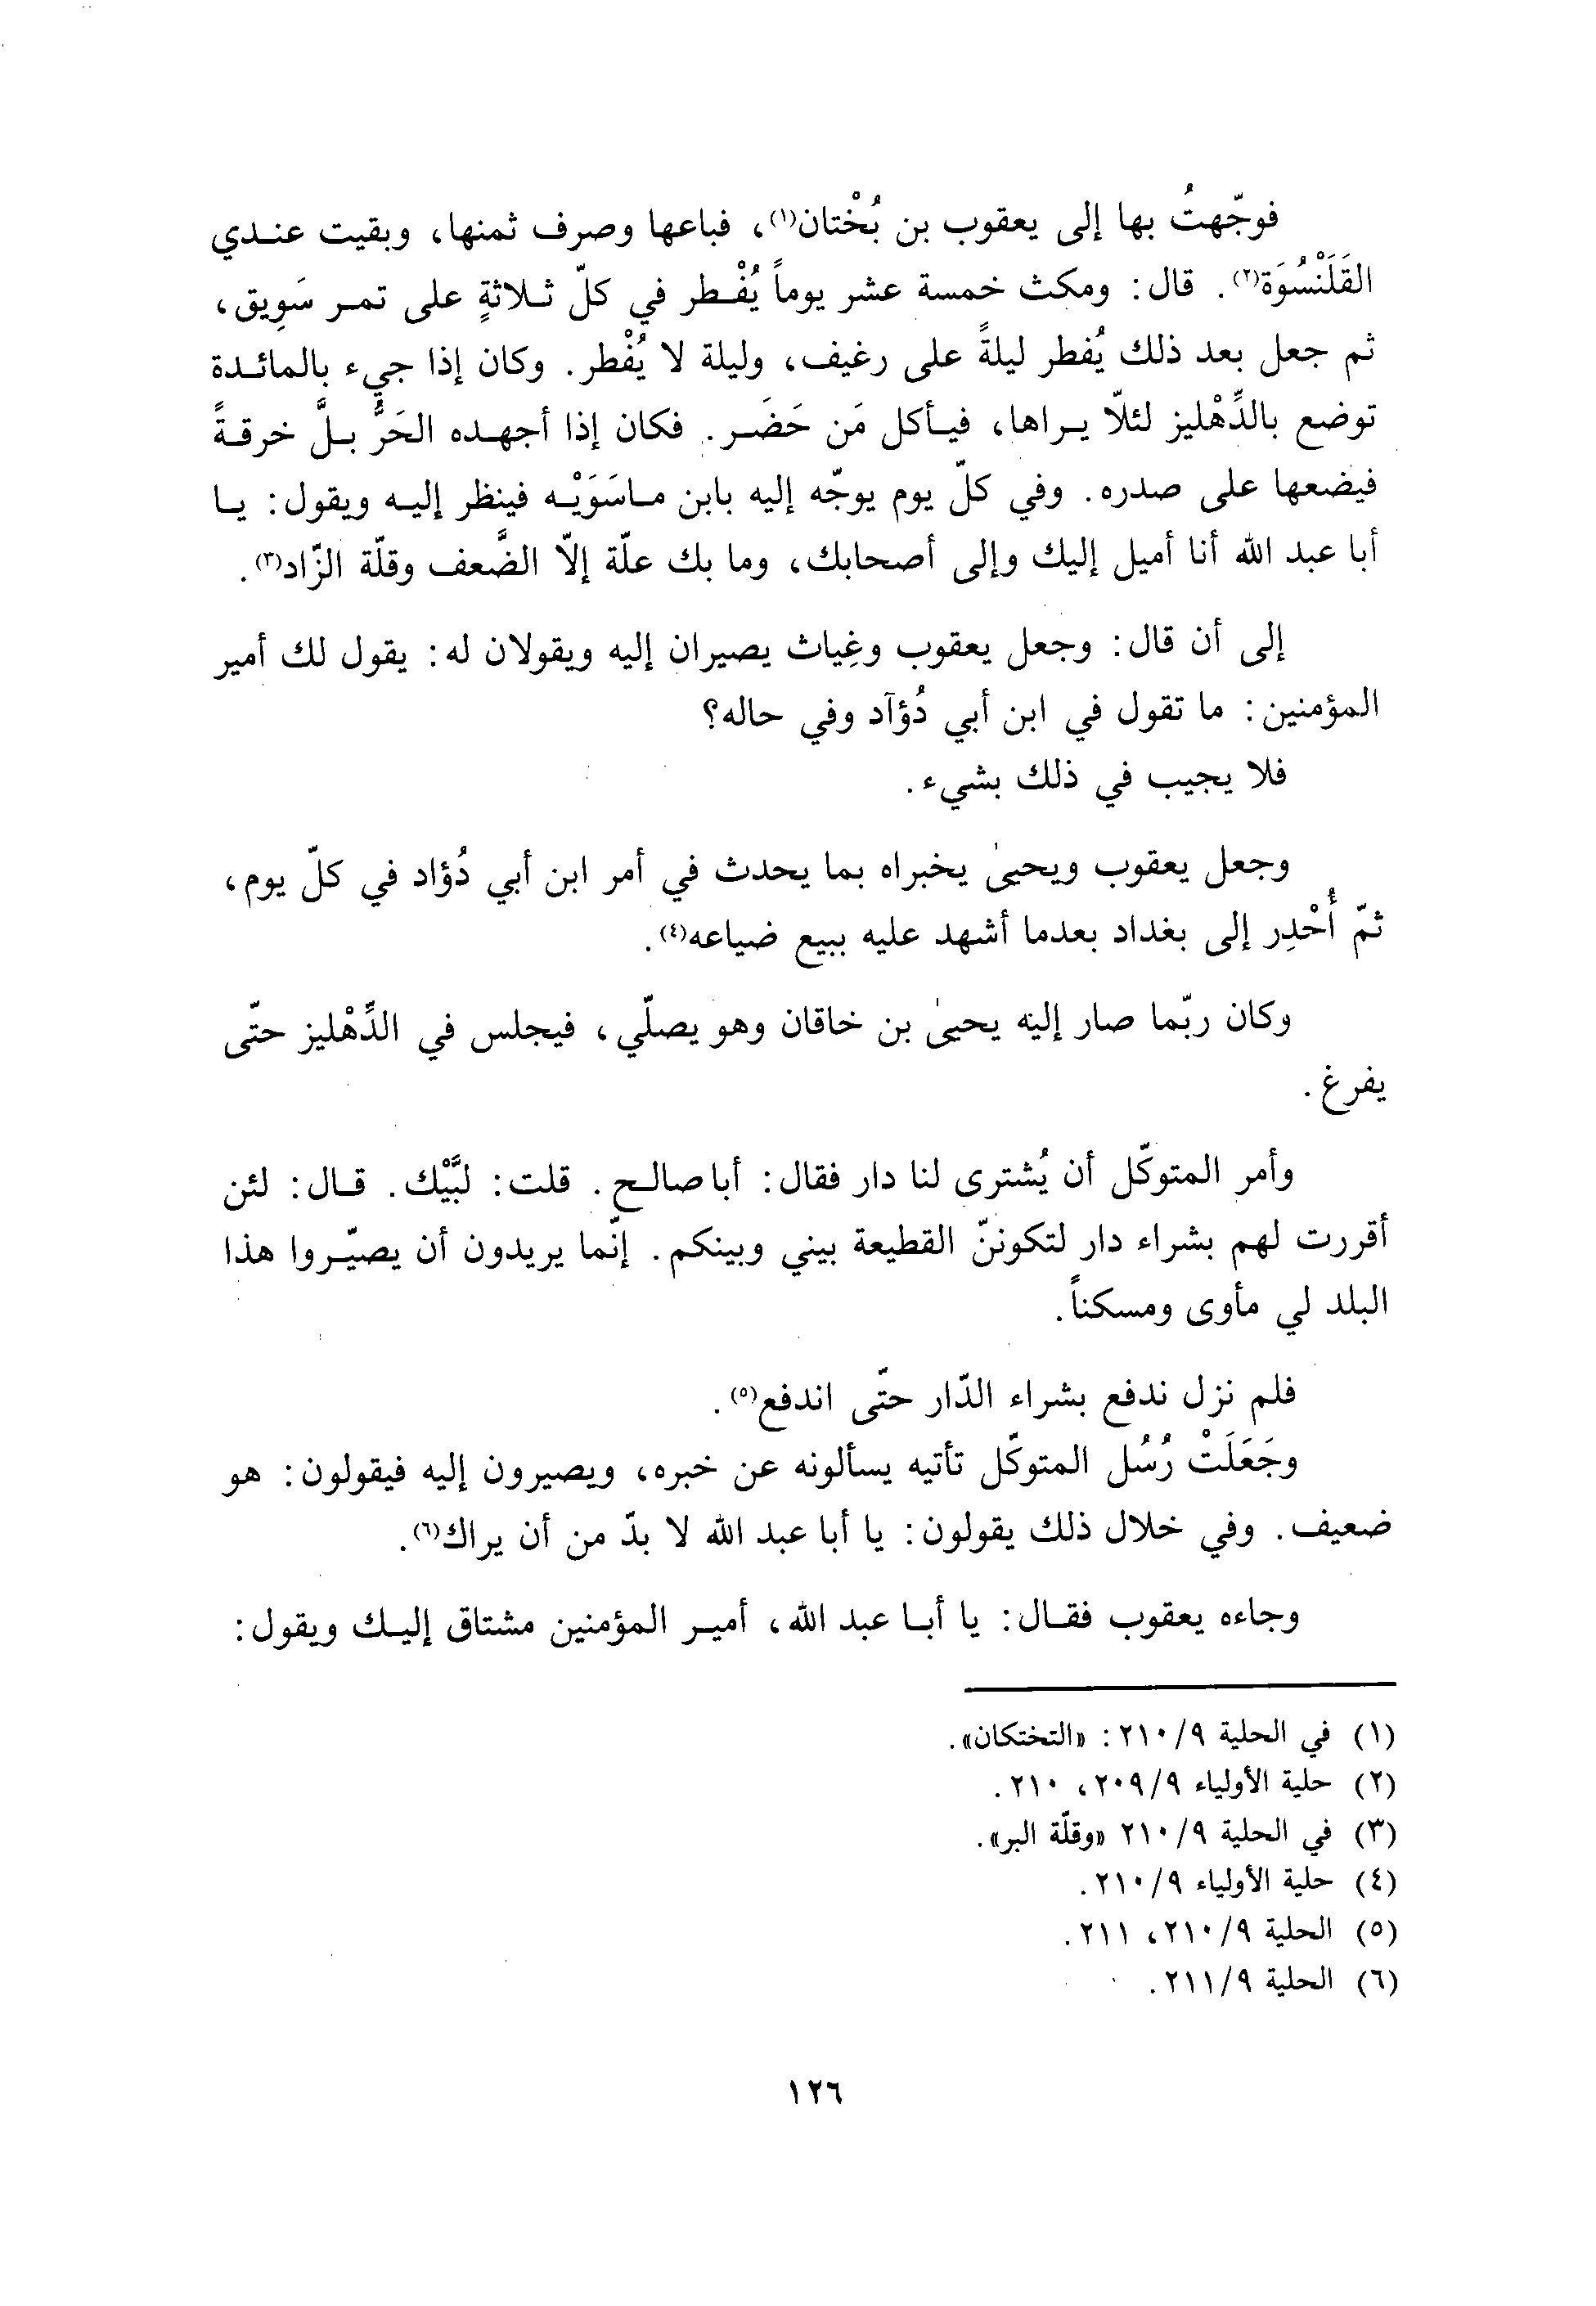 فوجّهتُ بها إلى يعقوب بن بُخْتان(١)، فباعها وصرف ثمنها، وبقيت عندي
القَلَنْسُوَة(٢). قال: ومكث خمسة عشر يوماً يُفْطر في كلّ ثلاثةٍ على تمر سَوِيق،
ثم جعل بعد ذلك يُفطر ليلةً على رغيف، وليلة لا يُفْطر. وكان إذا جيء بالمائدة
توضع بالدِّهْليز لئلّا يراها، فيأكل مَن حَضَر. فكان إذا أجهده الحَرُّ بلَّ خرقةً
فيضعها على صدره. وفي كلّ يوم يوجّه إليه بابن ماسَوَيْه فينظر إليه ويقول: يا
أبا عبد الله أنا أميل إليك وإلى أصحابك، وما بك علّة إلّا الضَّعف وقلّة الزّاد(٣).
إلى أن قال: وجعل يعقوب وغِياث يصيران إليه ويقولان له: يقول لك أمير
المؤمنين: ما تقول في ابن أبي دُؤآد وفي حاله؟
فلا يجيب في ذلك بشيء.
وجعل يعقوب ويحيىٰ يخبراه بما يحدث في أمر ابن أبي دُؤاد في كلّ يوم،
ثمّ أُحْدِر إلى بغداد بعدما أشهد عليه ببيع ضياعه(٤).
وكان ربّما صار إليه يحيىٰ بن خاقان وهو يصلّي، فيجلس في الدِّهْليز حتّى
يفرغ.
وأمر المتوكّل أن يُشترى لنا دار فقال: أبا صالح. قلت: لبَّيْك. قال: لئن
أقررت لهم بشراء دار لتكوننّ القطيعة بيني وبينكم. إنّما يريدون أن يصيّروا هذا
البلد لي مأوى ومسكناً.
فلم نزل ندفع بشراء الدّار حتّى اندفع(٥).
وجَعَلَتْ رُسُل المتوكّل تأتيه يسألونه عن خبره، ويصيرون إليه فيقولون: هو
ضعيف. وفي خلال ذلك يقولون: يا أبا عبد الله لا بدّ من أن يراك(٦).
وجاءه يعقوب فقال: يا أبا عبد الله، أمير المؤمنين مشتاق إليك ويقول:
(١) في الحلية ٢١٠/٩: «التختكان».
(٢) حلية الأولياء ٢٠٩/٩، ٢١٠.
(٣) في الحلية ٢١٠/٩ «وقلّة البر».
(٤) حلية الأولياء ٢١٠/٩.
(٥) الحلية ٢١٠/٩، ٢١١.
(٦) الحلية ٢١١/٩.
١٢٦